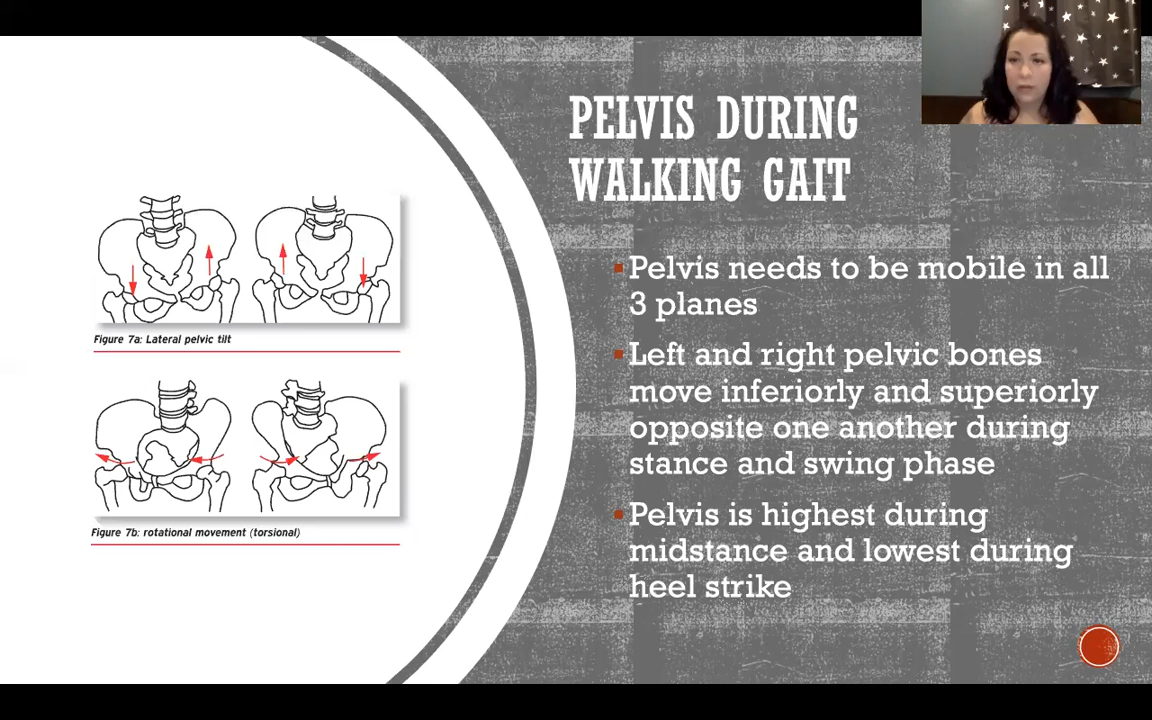 PELVIS DURING
WALKING GAIT
Figure 7a: Lateral pelvic tilt
Figure 7b: rotational movement (torsional)
▪Pelvis needs to be mobile in all
3 planes
▪Left and right pelvic bones
move inferiorly and superiorly
opposite one another during
stance and swing phase
▪Pelvis is highest during
midstance and lowest during
heel strike